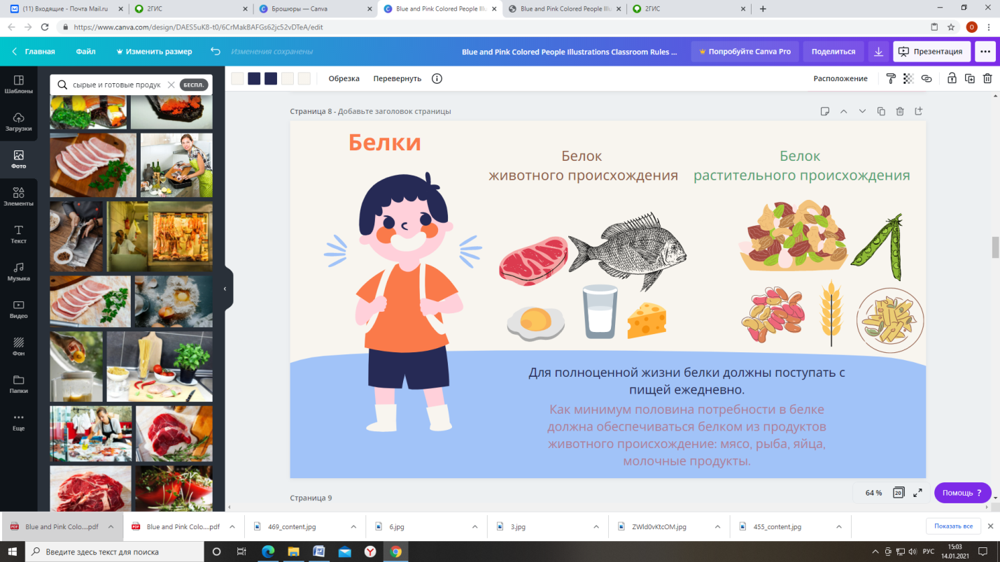 (11) Входящие - Почта Mail.ru
2ГИС
Брошюры — Canva
Blue and Pink Colored People Illu
Blue and Pink Colored People Illu
2ГИС
https://www.canva.com/design/DAES5uK8-t0/6CrMakBAFGs62jc52vDTeA/edit
Главная
Файл
Изменить размер
Изменения сохранены
Blue and Pink Colored People Illustrations Classroom Rules ...
Попробуйте Canva Pro
Поделиться
Презентация
Шаблоны
Загрузки
Фото
Элементы
Текст
Музыка
Видео
Фон
Папки
Еще
сырые и готовые продук
БЕСПЛ.
Обрезка
Перевернуть
Расположение
Страница 8 - Добавьте заголовок страницы
Белки
Белок
животного происхождения
Белок
растительного происхождения
Для полноценной жизни белки должны поступать с
пищей ежедневно.
Как минимум половина потребности в белке
должна обеспечиваться белком из продуктов
животного происхождение: мясо, рыба, яйца,
молочные продукты.
Страница 9
64 %
20
Помощь ?
Blue and Pink Colo....pdf
Blue and Pink Colo....pdf
469_content.jpg
6.jpg
3.jpg
ZWld0vKtcOM.jpg
455_content.jpg
Показать все
Введите здесь текст для поиска
РУС
15:03
14.01.2021